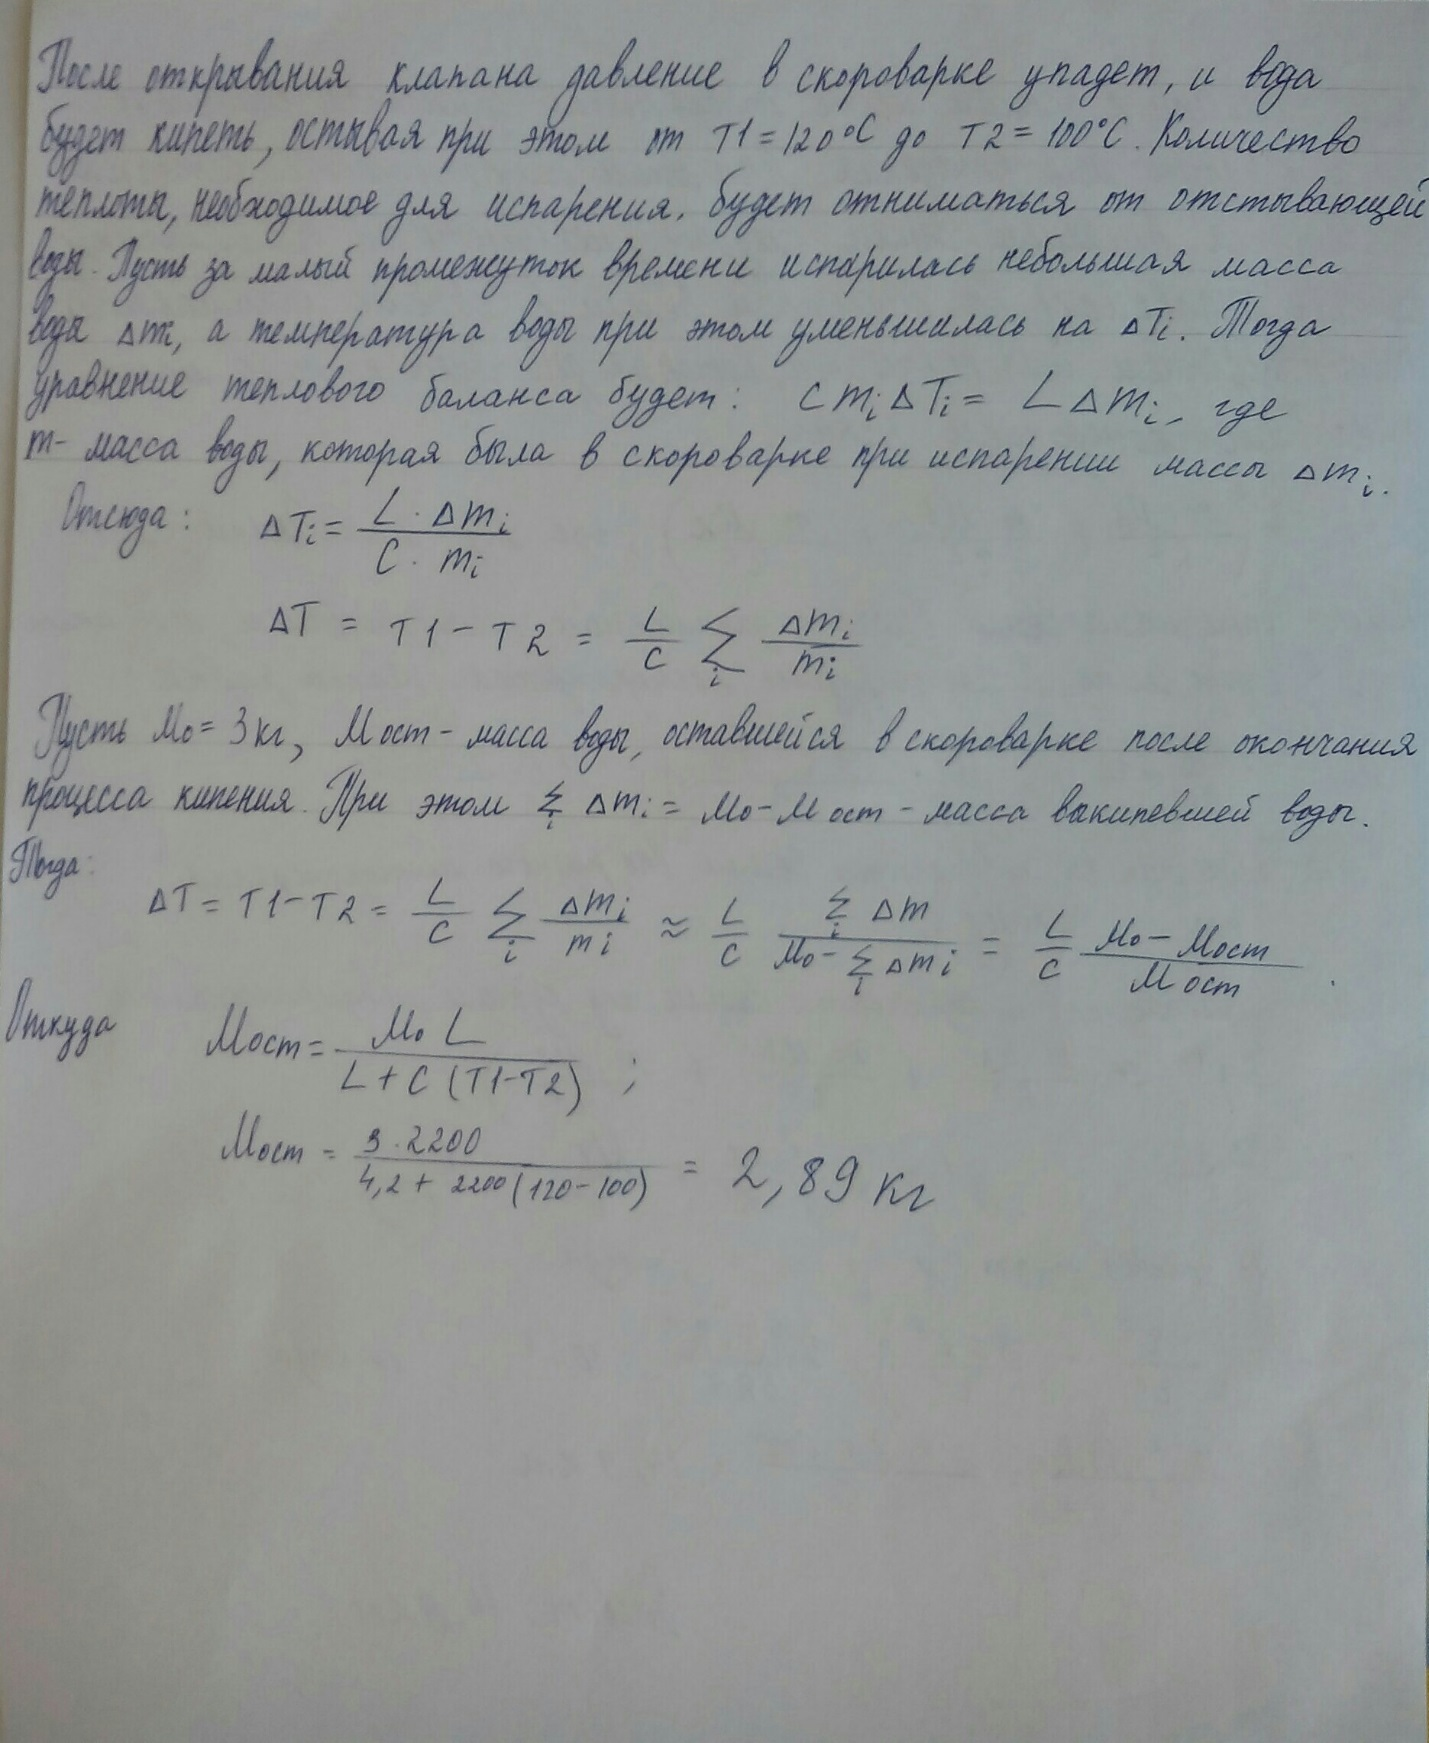 После открывания клапана давление в скороварке упадет, и вода
будет кипеть, остывая при этом от T1 = 120°C до T2 = 100°C. Количество
теплоты, необходимое для испарения. будет отниматься от отстывающей
воды. Пусть за малый промежуток времени испарилась небольшая масса
воды Δm, а температура воды при этом уменьшилась на ΔTi. Тогда
уравнение теплового баланса будет: C mi ΔTi = L Δmi, где
m - масса воды, которая была в скороварке при испарении массы Δmi.
Отсюда: ΔTi = L · Δmi / C · mi
ΔT = T1 - T2 = L/C Σi Δmi/mi
Пусть Mo = 3 кг, Mост - масса воды, оставшейся в скороварке после окончания
процесса кипения. При этом Σi Δmi = Mo - Mост - масса выкипевшей воды.
Тогда:
ΔT = T1 - T2 = L/C Σi Δmi/mi ≈ L/C Σi Δm / Mo - Σi Δmi = L/C Mo - Mост / Mост.
Откуда Mост = Mo L / L + C (T1-T2) ;
Mост = 3 · 2200 / 4,2 + 2200 (120 - 100) = 2,89 кг